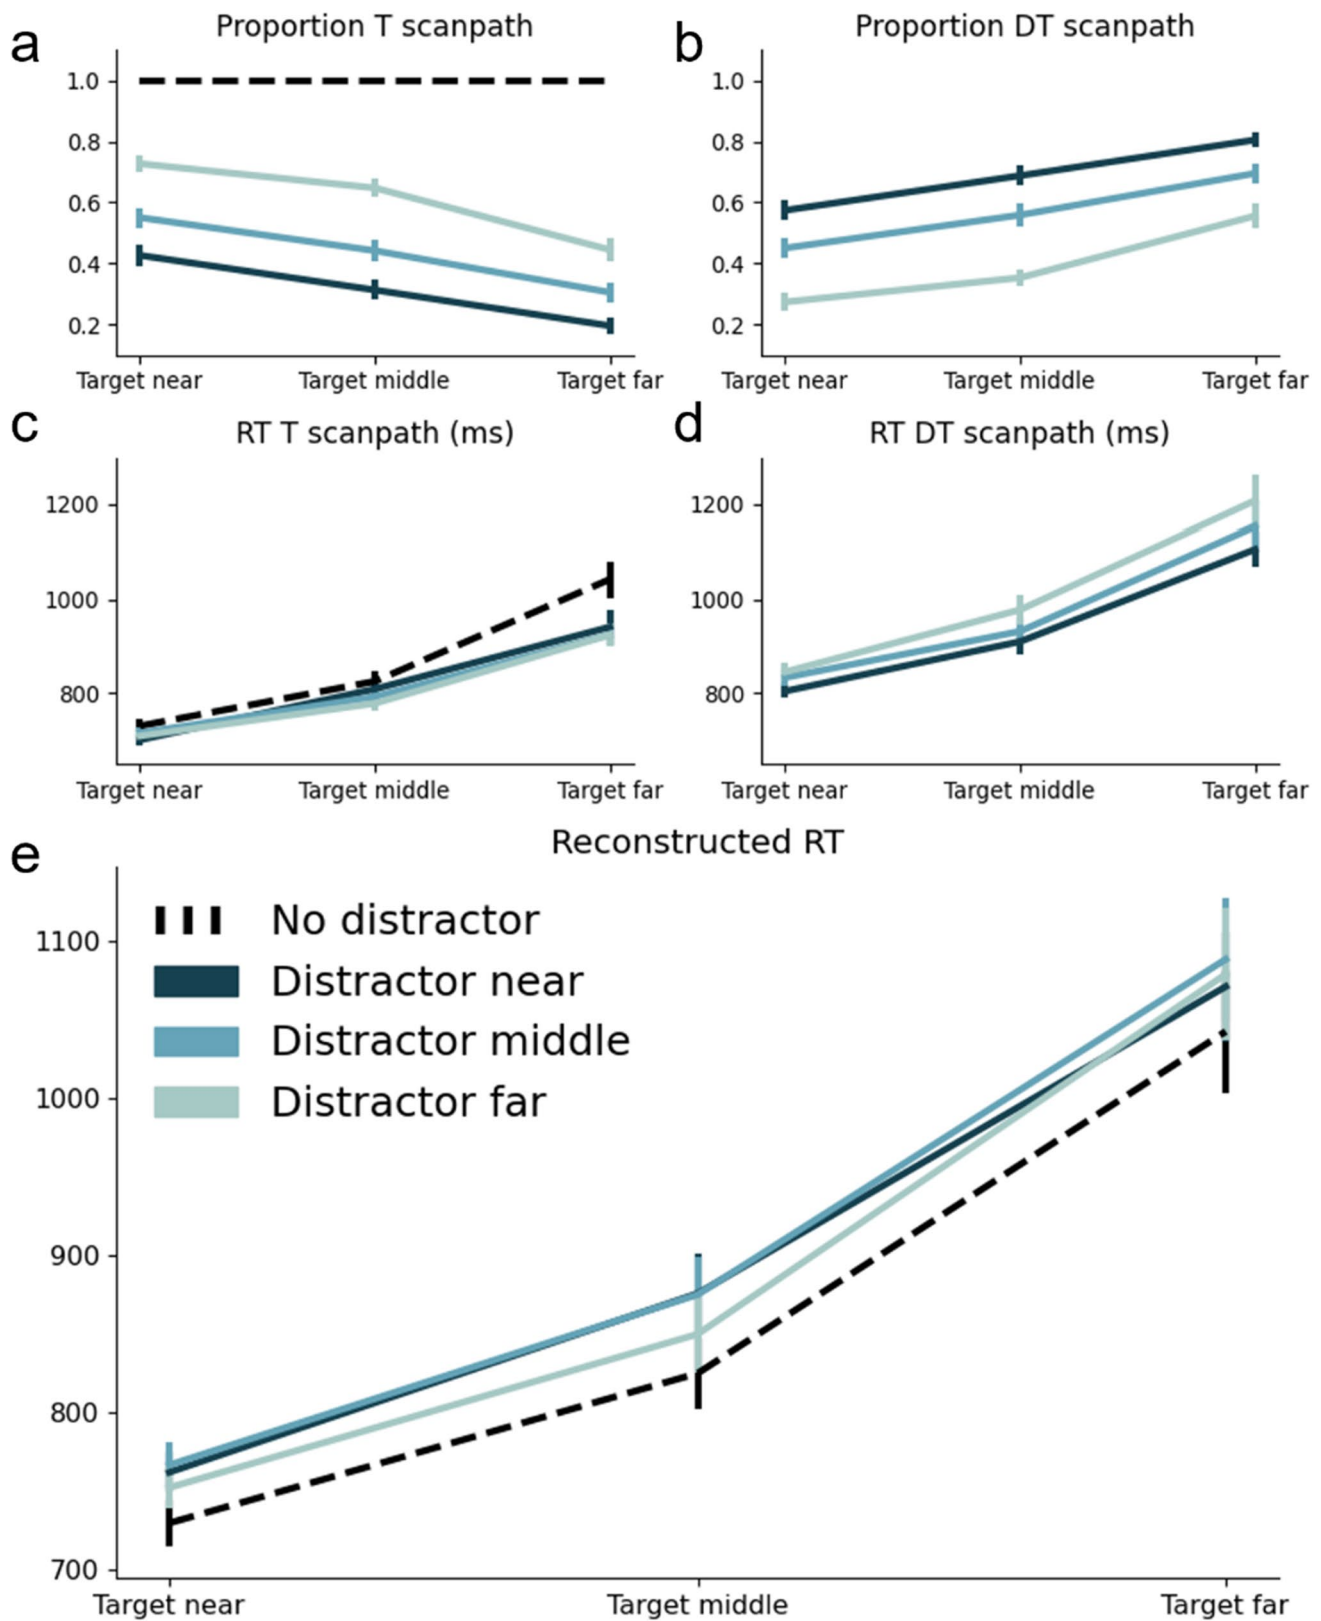 a
Proportion T scanpath
1.0
0.8
0.6
0.4
0.2
Target near
Target middle
Target far
b
Proportion DT scanpath
1.0
0.8
0.6
0.4
0.2
Target near
Target middle
Target far
c
RT T scanpath (ms)
1200
1000
800
Target near
Target middle
Target far
d
RT DT scanpath (ms)
1200
1000
800
Target near
Target middle
Target far
e
Reconstructed RT
No distractor
Distractor near
Distractor middle
Distractor far
1100
1000
900
800
700
Target near
Target middle
Target far